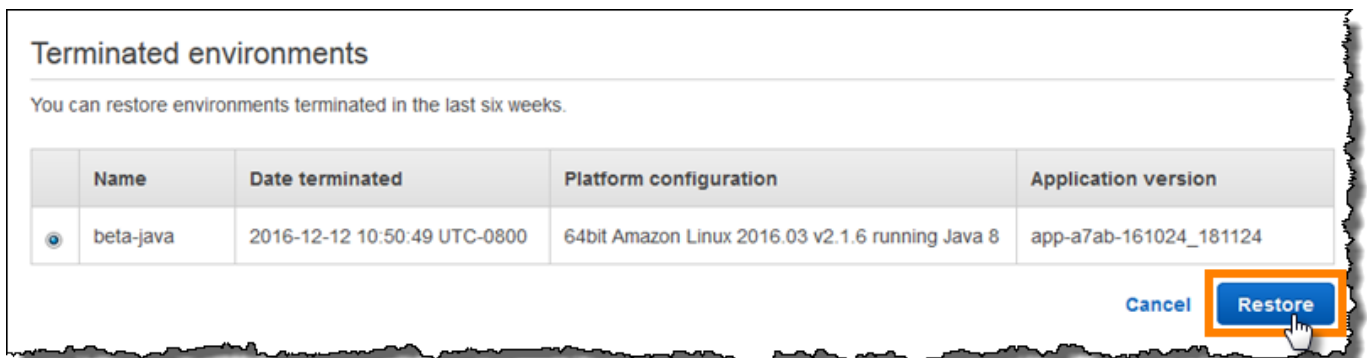 Terminated environments
You can restore environments terminated in the last six weeks.
Name Date terminated Platform configuration Application version
beta-java 2016-12-12 10:50:49 UTC-0800 64bit Amazon Linux 2016.03 v2.1.6 running Java 8 app-a7ab-161024_181124
Cancel Restore